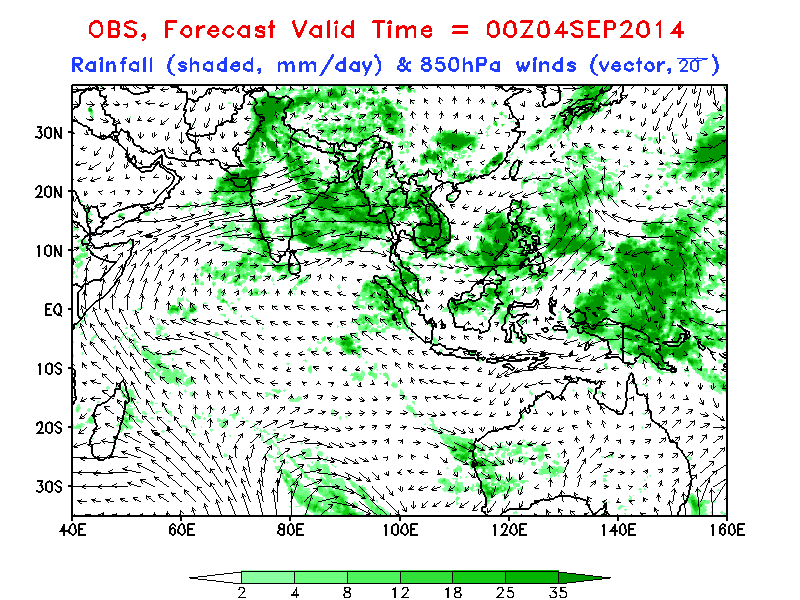 OBS, Forecast Valid Time = 00Z04SEP2014
Rainfall (shaded, mm/day) & 850hPa winds (vector, 20 )
30N
20N
10N
EQ
10S
20S
30S
40E 60E 80E 100E 120E 140E 160E
2 4 8 12 18 25 35